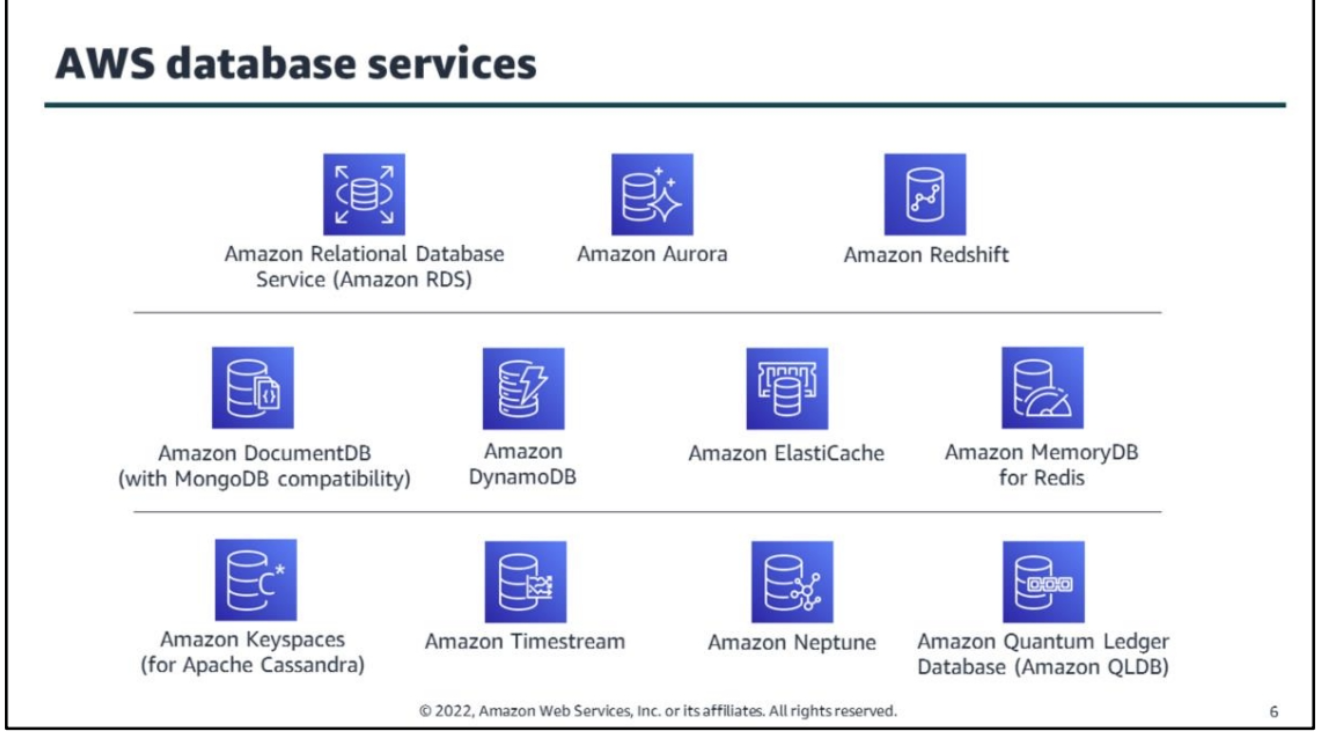 AWS database services
Amazon Relational Database
Service (Amazon RDS)
Amazon Aurora
Amazon Redshift
Amazon DocumentDB
(with MongoDB compatibility)
Amazon
DynamoDB
Amazon ElastiCache
Amazon MemoryDB
for Redis
C*
Amazon Keyspaces
(for Apache Cassandra)
Amazon Timestream
Amazon Neptune
Amazon Quantum Ledger
Database (Amazon QLDB)
© 2022, Amazon Web Services, Inc. or its affiliates. All rights reserved.
6